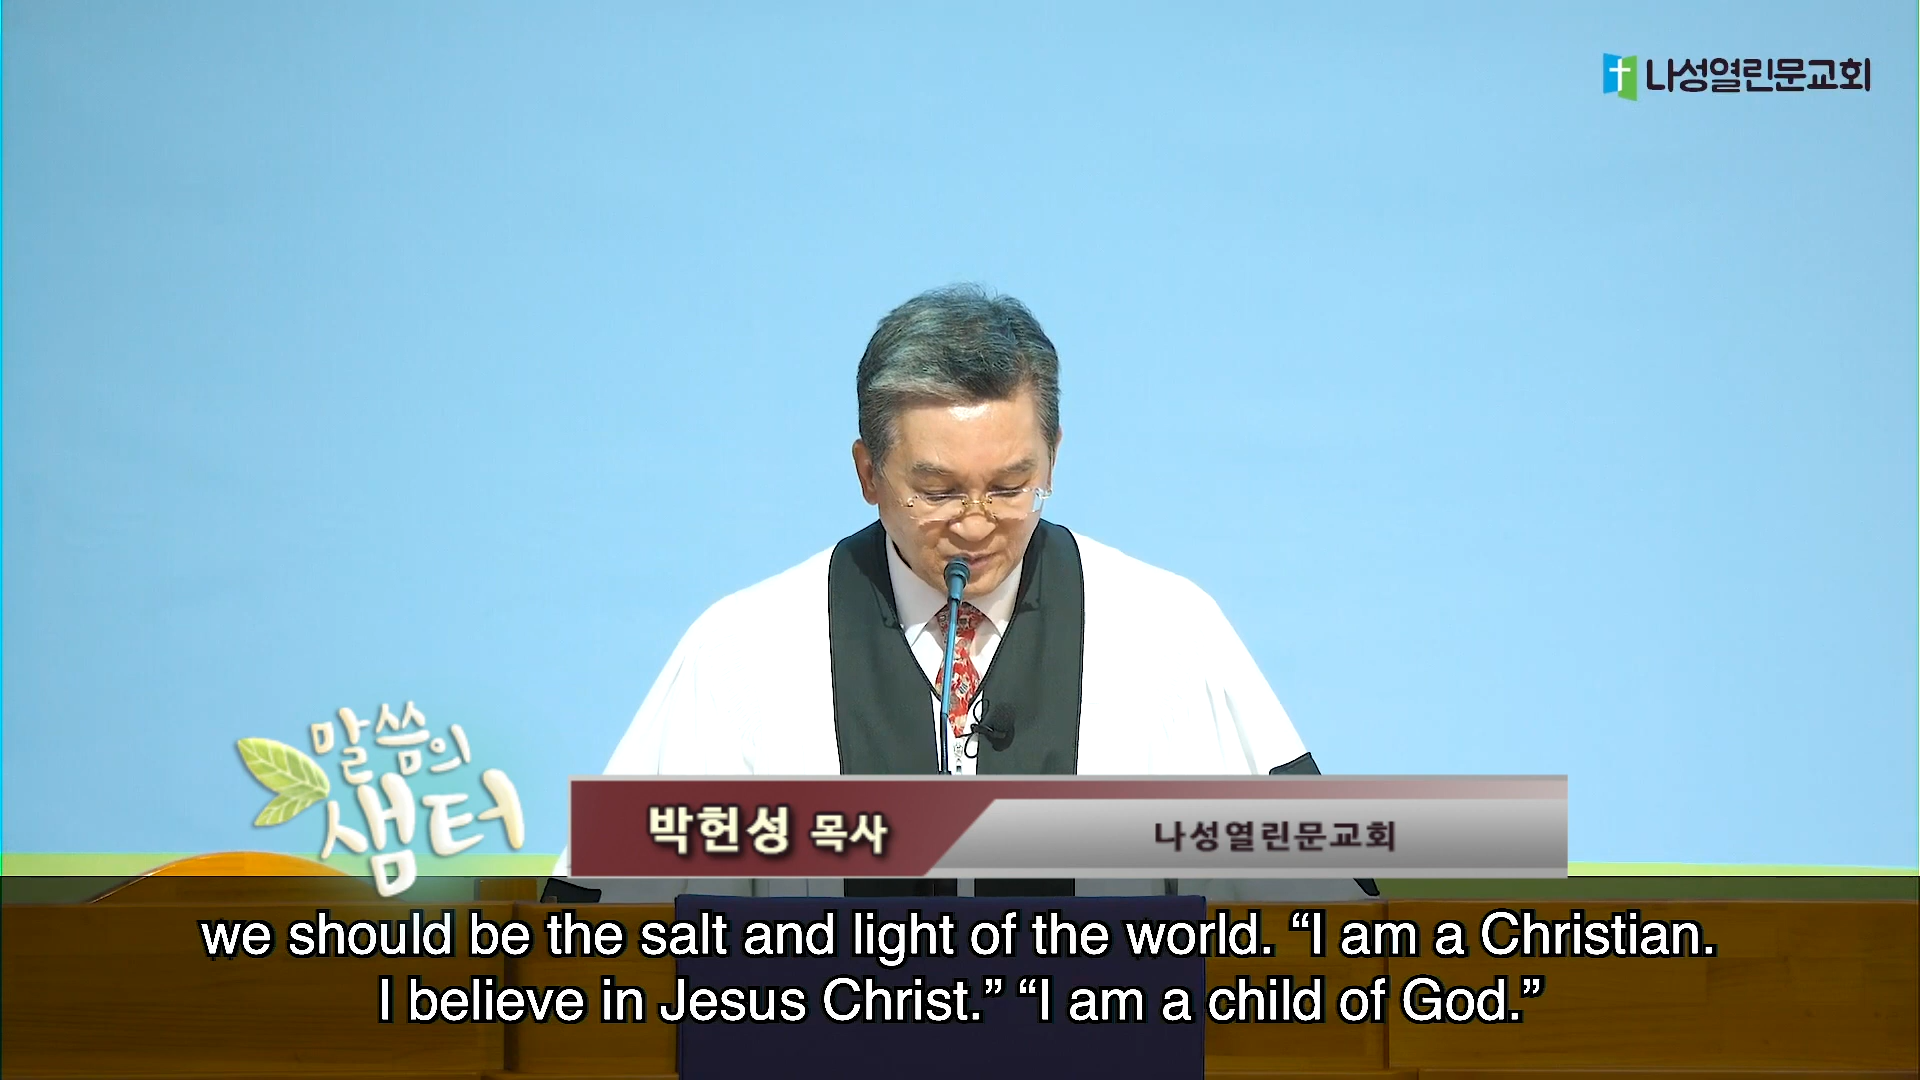 나성열린문교회
말씀의
샘터
박헌성 목사
나성열린문교회
we should be the salt and light of the world. “I am a Christian.
I believe in Jesus Christ.” “I am a child of God.”